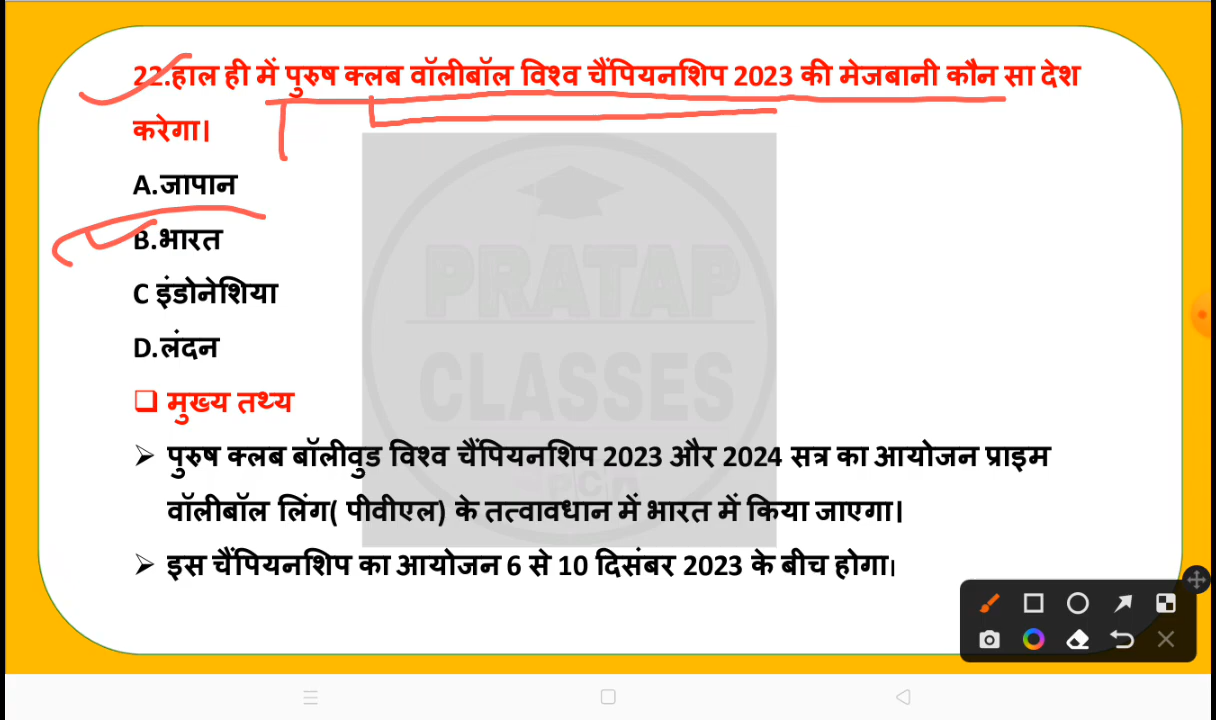 22.हाल ही में पुरुष क्लब वॉलीबॉल विश्व चैंपियनशिप 2023 की मेजबानी कौन सा देश
करेगा।
A.जापान
B.भारत
C इंडोनेशिया
D.लंदन
❑ मुख्य तथ्य
➢ पुरुष क्लब बॉलीवुड विश्व चैंपियनशिप 2023 और 2024 सत्र का आयोजन प्राइम
वॉलीबॉल लिंग( पीवीएल) के तत्वावधान में भारत में किया जाएगा।
➢ इस चैंपियनशिप का आयोजन 6 से 10 दिसंबर 2023 के बीच होगा।
PRATAP
CLASSES